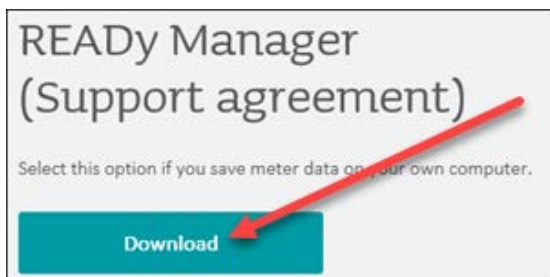 READy Manager
(Support agreement)
Select this option if you save meter data on your own computer.
Download